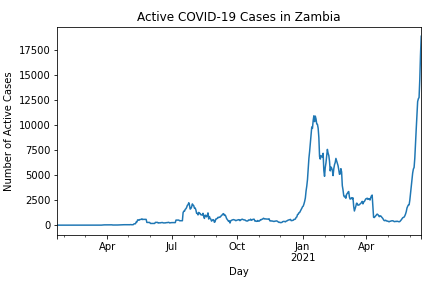 Active COVID-19 Cases in Zambia
Number of Active Cases
17500
15000
12500
10000
7500
5000
2500
0
Apr Jul Oct Jan Apr
2021
Day